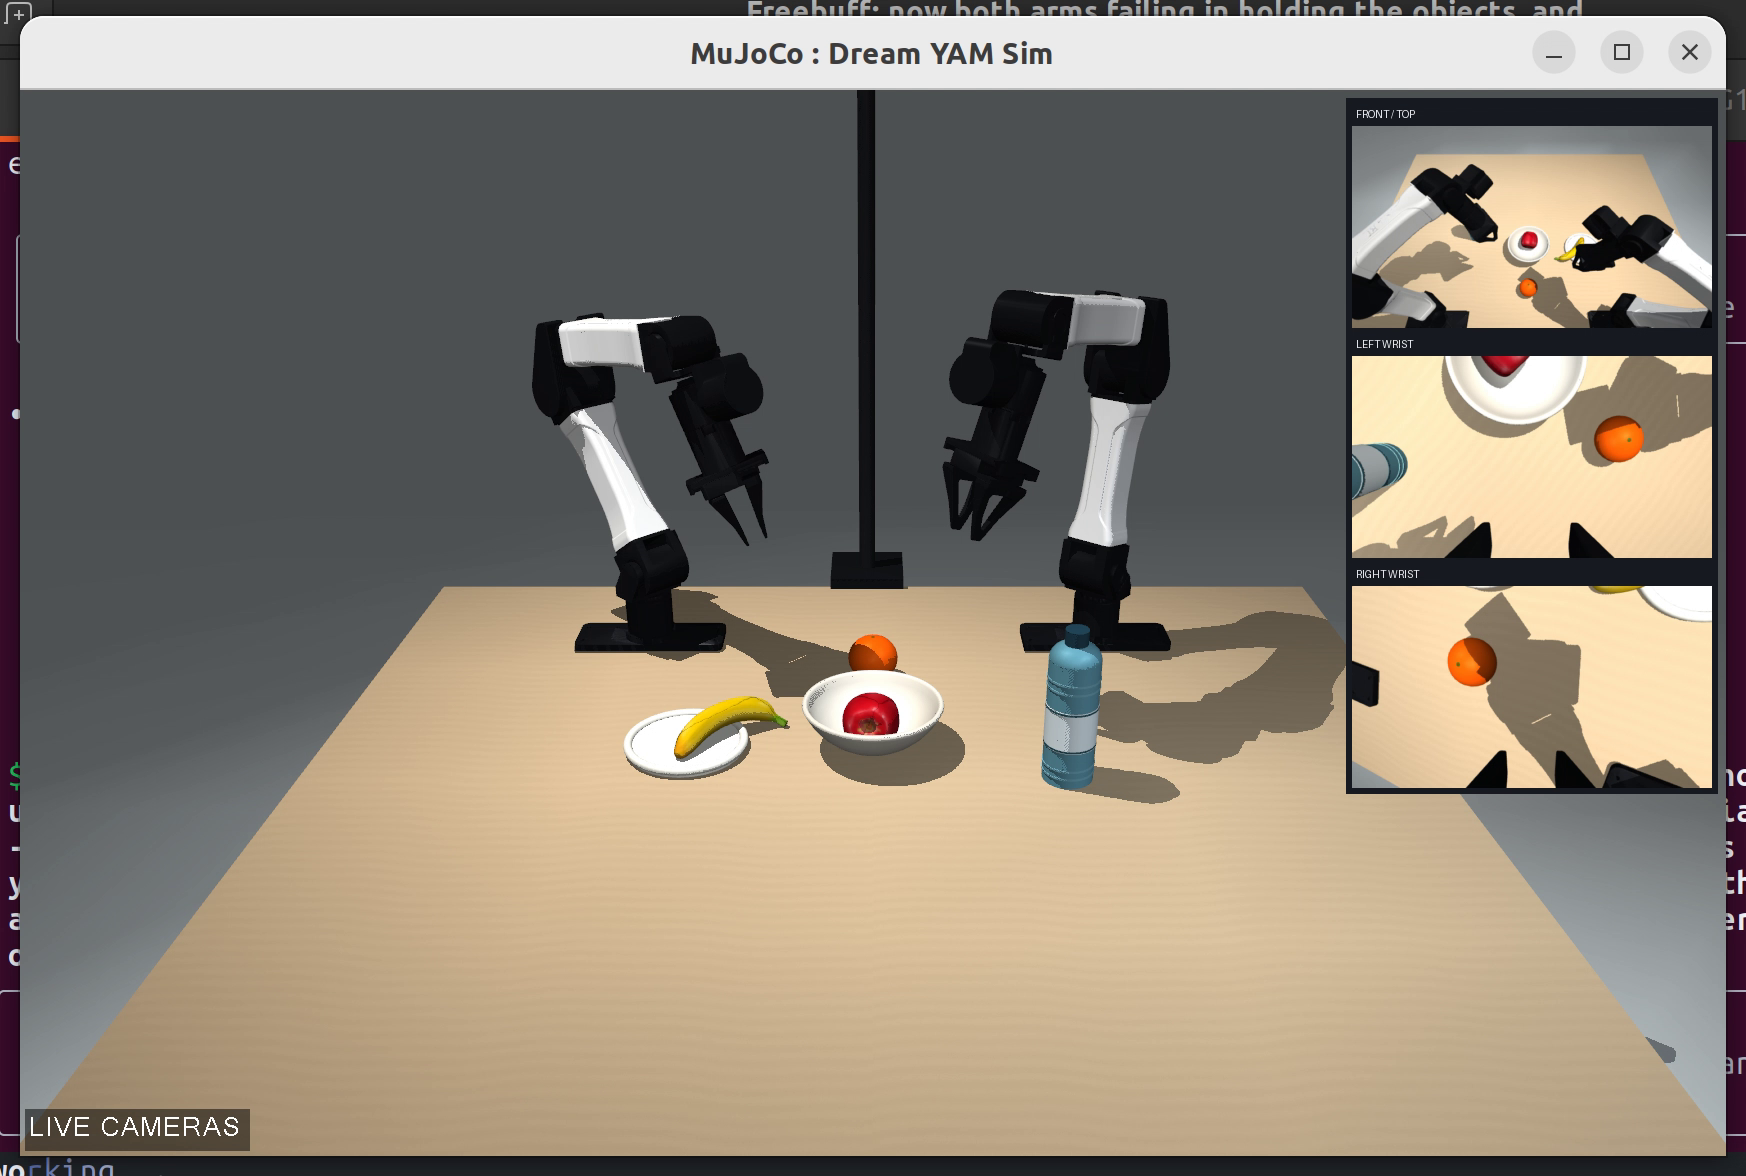 Freebuff: now both arms failing in holding the objects, and
MuJoCo : Dream YAM Sim
FRONT / TOP
LEFT WRIST
RIGHT WRIST
LIVE CAMERAS
working